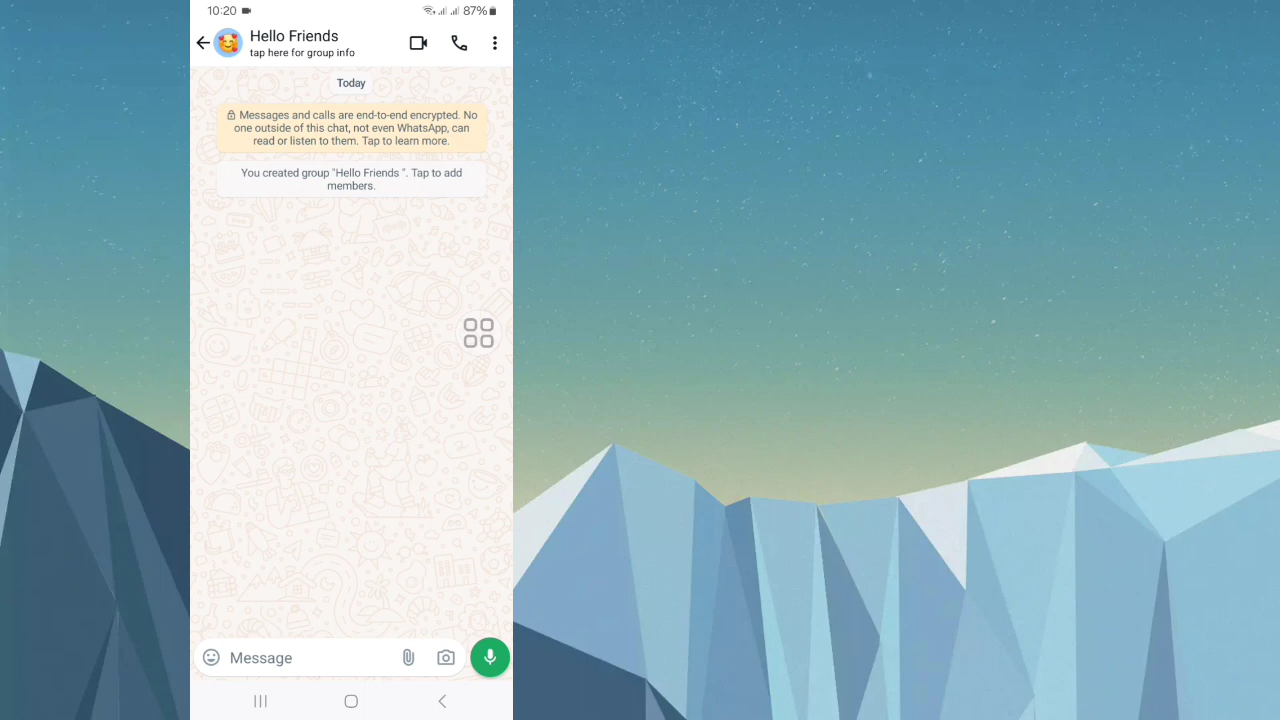 10:20
87%
Hello Friends
tap here for group info
Today
Messages and calls are end-to-end encrypted. No
one outside of this chat, not even WhatsApp, can
read or listen to them. Tap to learn more.
You created group "Hello Friends ". Tap to add
members.
Message